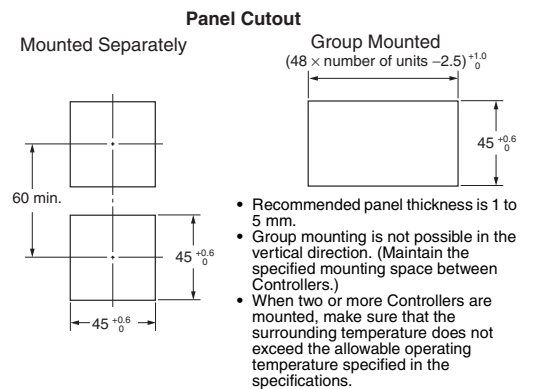 Panel Cutout
Mounted Separately
Group Mounted
(48 × number of units −2.5) +1.0 0
45 +0.6 0
60 min.
45 +0.6 0
45 +0.6 0
• Recommended panel thickness is 1 to
5 mm.
• Group mounting is not possible in the
vertical direction. (Maintain the
specified mounting space between
Controllers.)
• When two or more Controllers are
mounted, make sure that the
surrounding temperature does not
exceed the allowable operating
temperature specified in the
specifications.